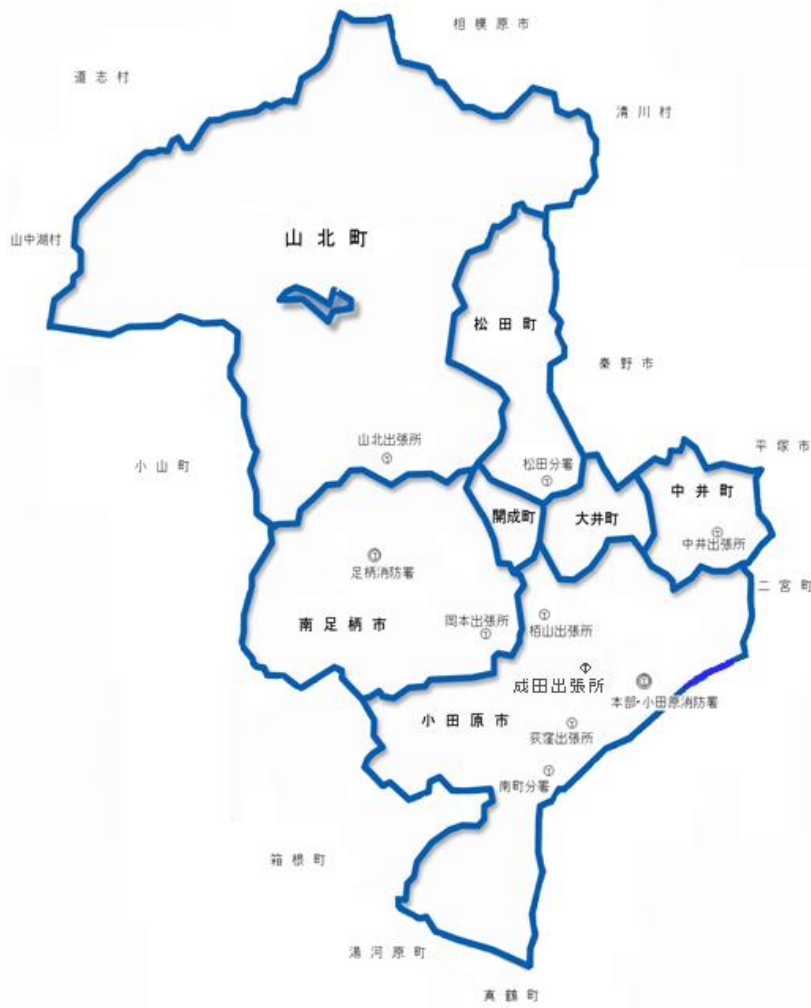 相模原市
道志村
清川村
山中湖村
山北町
松田町
秦野市
山北出張所
平塚市
小山町
松田分署
中井町
開成町
大井町
中井出張所
足柄消防署
二宮町
南足柄市
岡本出張所
栢山出張所
成田出張所
本部・小田原消防署
小田原市
荻窪出張所
南町分署
箱根町
湯河原町
真鶴町